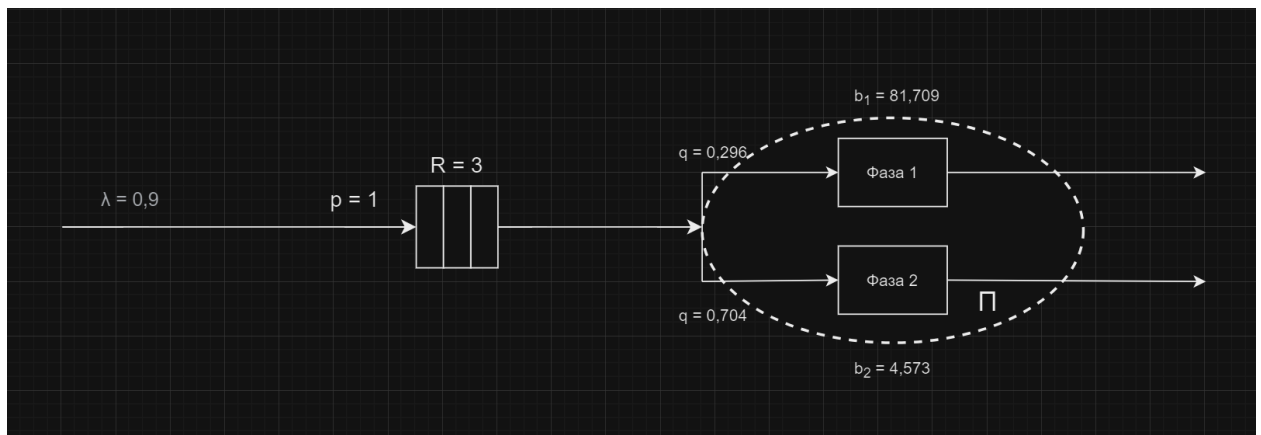 b₁ = 81,709
R = 3
q = 0,296
Фаза 1
λ = 0,9
p = 1
Фаза 2
П
q = 0,704
b₂ = 4,573